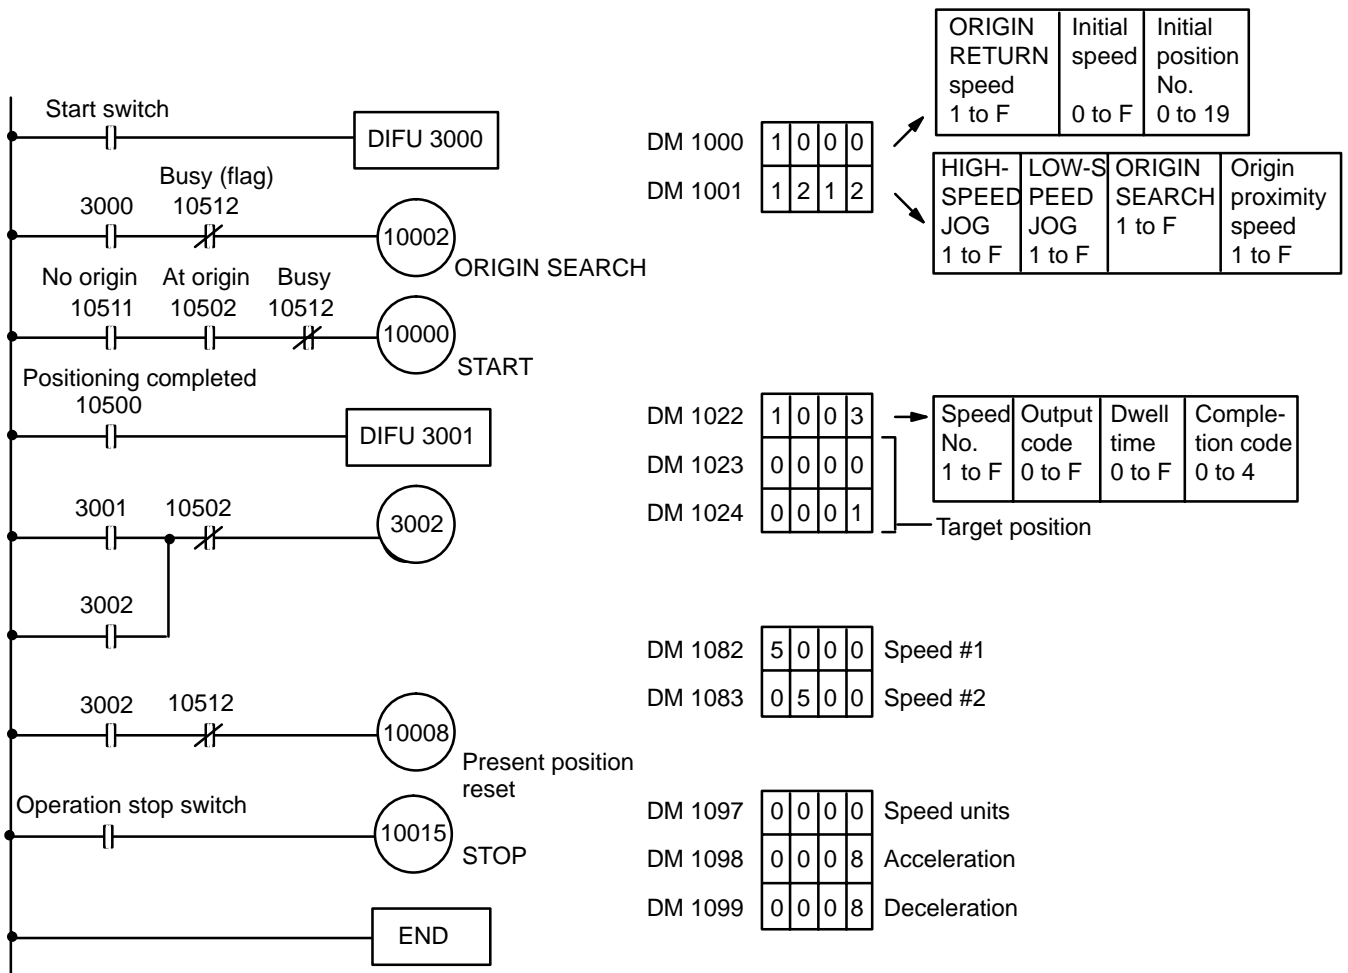 Start switch
DIFU 3000
Busy (flag)
3000 10512
10002
ORIGIN SEARCH
No origin At origin Busy
10511 10502 10512
10000
START
Positioning completed
10500
DIFU 3001
3001 10502
3002
3002
3002 10512
10008
Present position
reset
Operation stop switch
10015
STOP
END
DM 1000 1 0 0 0
DM 1001 1 2 1 2
ORIGIN
RETURN
speed
1 to F
Initial
speed
0 to F
Initial
position
No.
0 to 19
HIGH-
SPEED
JOG
1 to F
LOW-S
PEED
JOG
1 to F
ORIGIN
SEARCH
1 to F
Origin
proximity
speed
1 to F
DM 1022 1 0 0 3
DM 1023 0 0 0 0
DM 1024 0 0 0 1
Speed
No.
1 to F
Output
code
0 to F
Dwell
time
0 to F
Comple-
tion code
0 to 4
Target position
DM 1082 5 0 0 0 Speed #1
DM 1083 0 5 0 0 Speed #2
DM 1097 0 0 0 0 Speed units
DM 1098 0 0 0 8 Acceleration
DM 1099 0 0 0 8 Deceleration